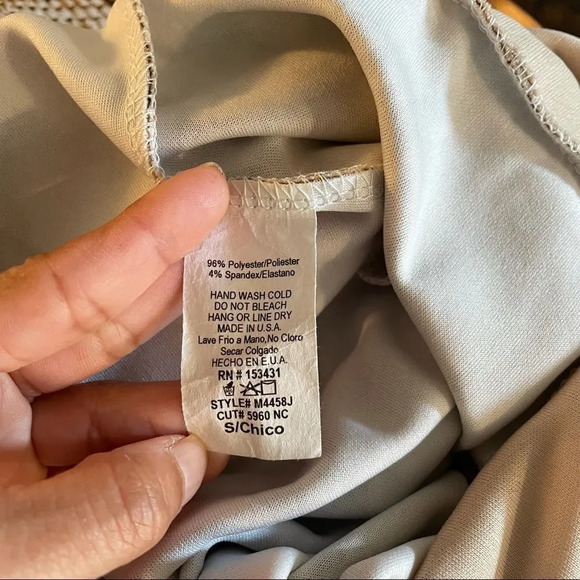 96% Polyester/Poliester
4% Spandex/Elastano
HAND WASH COLD
DO NOT BLEACH
HANG OR LINE DRY
MADE IN U.S.A.
Lave Frio a Mano,No Cloro
Secar Colgado
HECHO EN E.U.A.
RN # 153431
STYLE# M4458J
CUT# 5960 NC
S/Chico